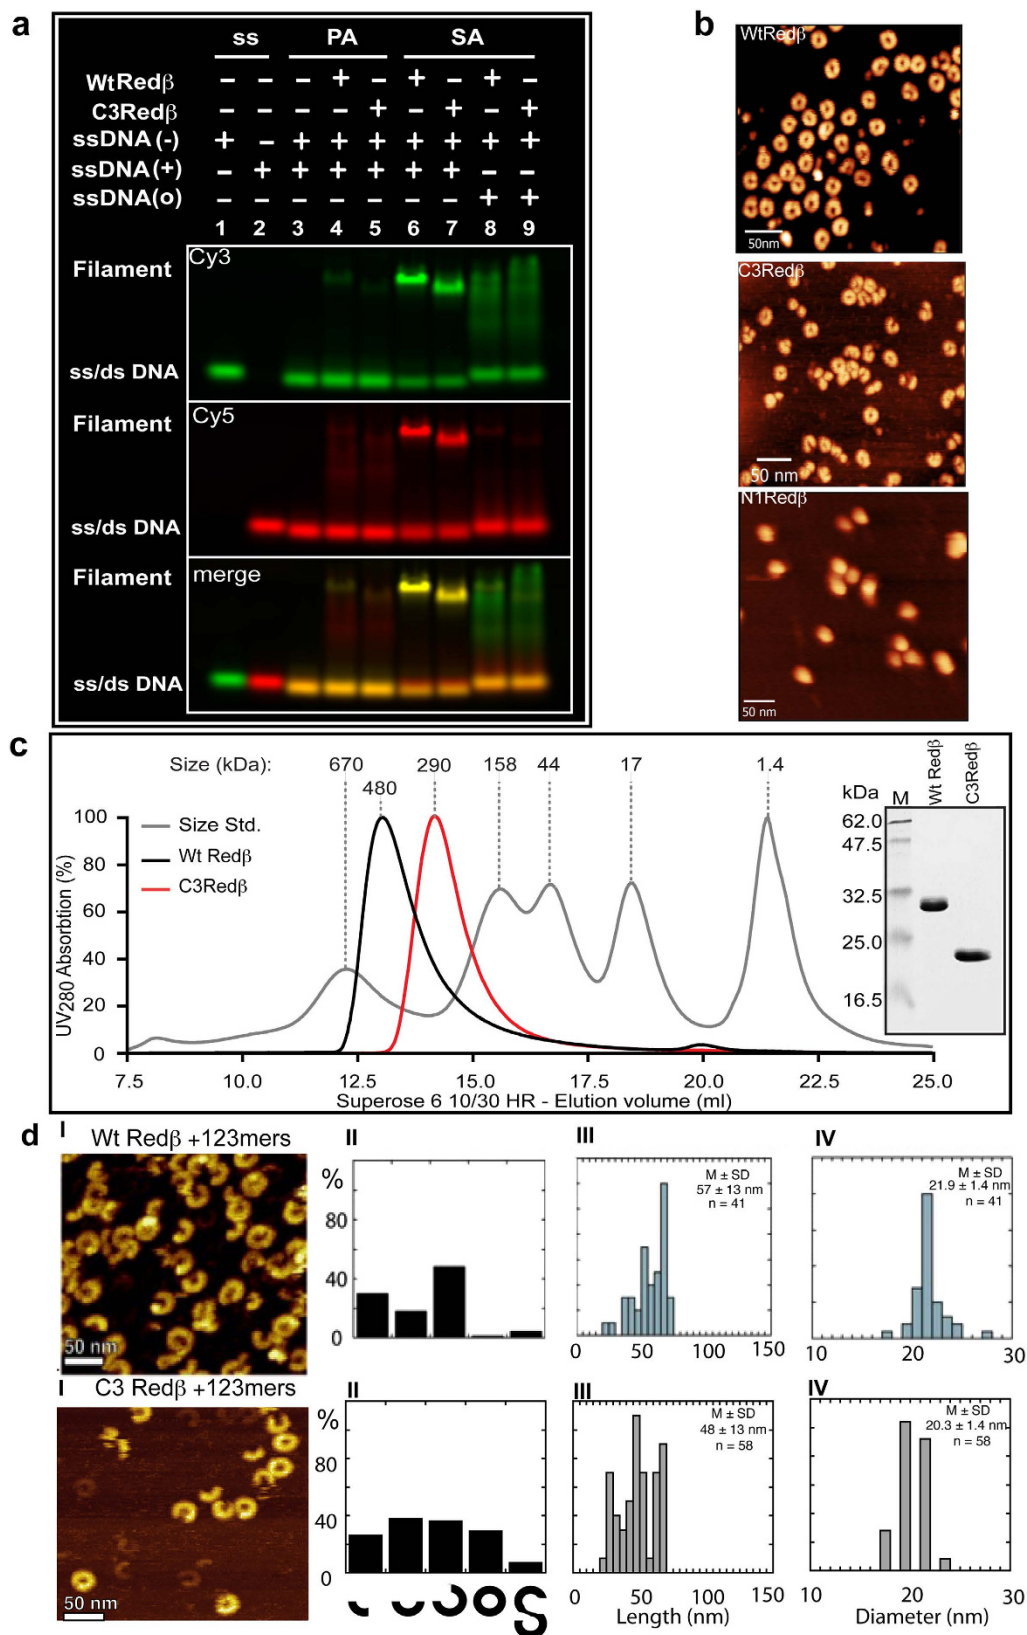 a
ss PA SA
WtRedβ – – – + – + – + –
C3Redβ – – – – + – + – +
ssDNA(-) + – + + + + + + +
ssDNA(+) – + + + + + + – –
ssDNA(o) – – – – – – – + +
1 2 3 4 5 6 7 8 9
Cy3
Filament
ss/ds DNA
Cy5
Filament
ss/ds DNA
merge
Filament
ss/ds DNA
b
WtRedβ
50nm
C3Redβ
50 nm
N1Redβ
50 nm
c
Size (kDa): 670 480 290 158 44 17 1.4
Size Std.
Wt Redβ
C3Redβ
UV280 Absorbtion (%)
100
80
60
40
20
0
7.5 10.0 12.5 15.0 17.5 20.0 22.5 25.0
Superose 6 10/30 HR - Elution volume (ml)
kDa M Wt Redβ C3Redβ
62.0
47.5
32.5
25.0
16.5
d
I
Wt Redβ +123mers
50 nm
II
%
80
40
0
III
M ± SD
57 ± 13 nm
n = 41
0 50 100 150
IV
M ± SD
21.9 ± 1.4 nm
n = 41
10 20 30
I
C3 Redβ +123mers
50 nm
II
%
80
40
0
III
M ± SD
48 ± 13 nm
n = 58
0 50 100 150
Length (nm)
IV
M ± SD
20.3 ± 1.4 nm
n = 58
10 20 30
Diameter (nm)